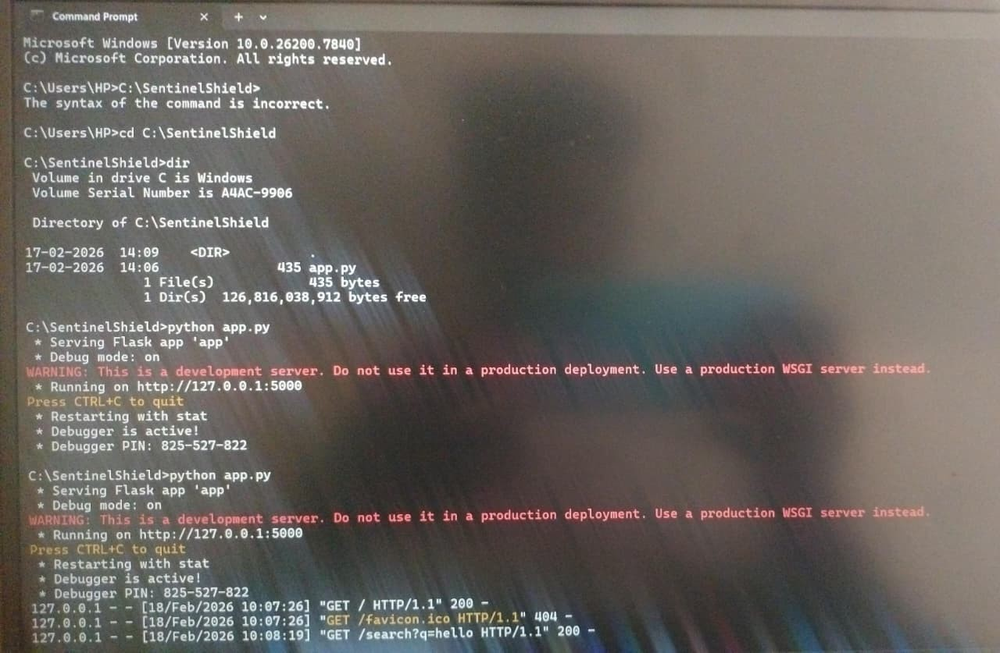 Command Prompt
Microsoft Windows [Version 10.0.26200.7840]
(c) Microsoft Corporation. All rights reserved.
C:\Users\HP>C:\SentinelShield>
The syntax of the command is incorrect.
C:\Users\HP>cd C:\SentinelShield
C:\SentinelShield>dir
Volume in drive C is Windows
Volume Serial Number is A4AC-9906
Directory of C:\SentinelShield
17-02-2026  14:09    <DIR>          .
17-02-2026  14:06               435 app.py
1 File(s)            435 bytes
1 Dir(s)  126,816,038,912 bytes free
C:\SentinelShield>python app.py
* Serving Flask app 'app'
* Debug mode: on
WARNING: This is a development server. Do not use it in a production deployment. Use a production WSGI server instead.
* Running on http://127.0.0.1:5000
Press CTRL+C to quit
* Restarting with stat
* Debugger is active!
* Debugger PIN: 825-527-822
C:\SentinelShield>python app.py
* Serving Flask app 'app'
* Debug mode: on
WARNING: This is a development server. Do not use it in a production deployment. Use a production WSGI server instead.
* Running on http://127.0.0.1:5000
Press CTRL+C to quit
* Restarting with stat
* Debugger is active!
* Debugger PIN: 825-527-822
127.0.0.1 - - [18/Feb/2026 10:07:26] "GET / HTTP/1.1" 200 -
127.0.0.1 - - [18/Feb/2026 10:07:26] "GET /favicon.ico HTTP/1.1" 404 -
127.0.0.1 - - [18/Feb/2026 10:08:19] "GET /search?q=hello HTTP/1.1" 200 -